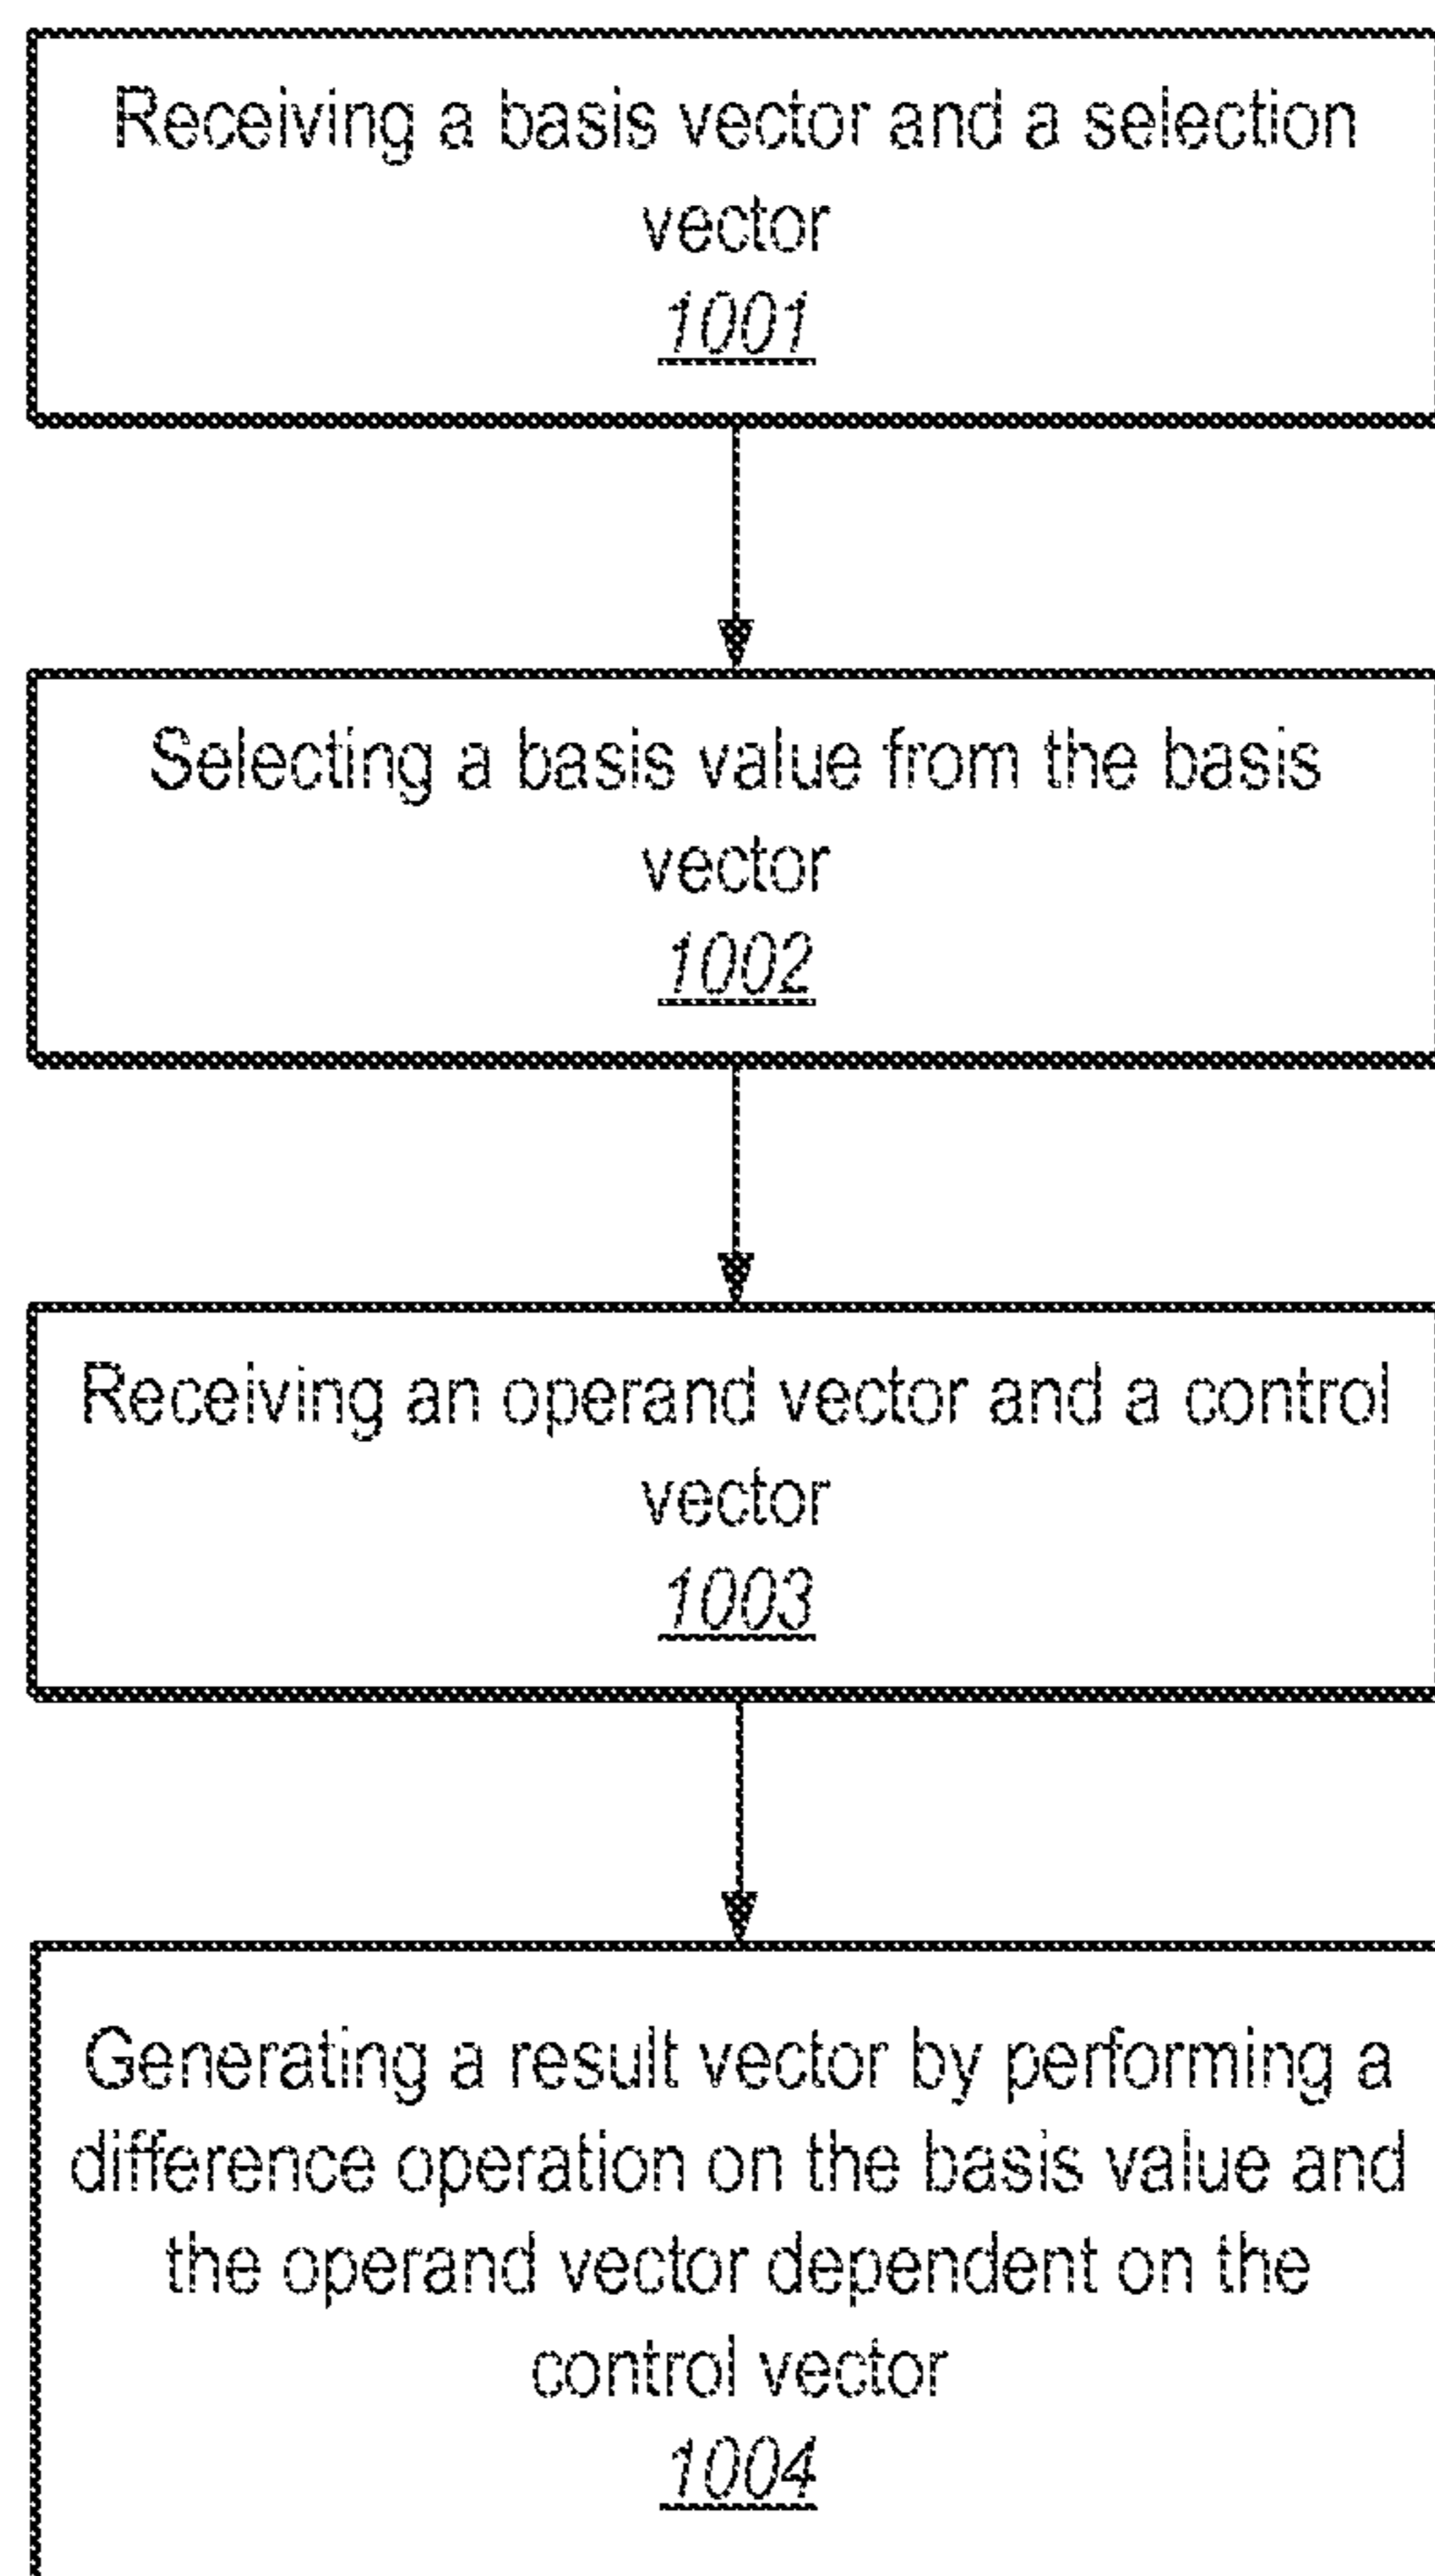 Receiving a basis vector and a selection
vector
1001
Selecting a basis value from the basis
vector
1002
Receiving an operand vector and a control
vector
1003
Generating a result vector by performing a
difference operation on the basis value and
the operand vector dependent on the
control vector
1004